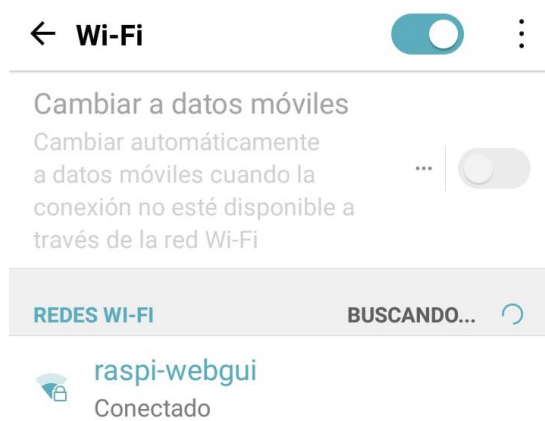 Wi-Fi
Cambiar a datos móviles
Cambiar automáticamente
a datos móviles cuando la
conexión no esté disponible a
través de la red Wi-Fi
REDES WI-FI BUSCANDO...
raspi-webgui
Conectado